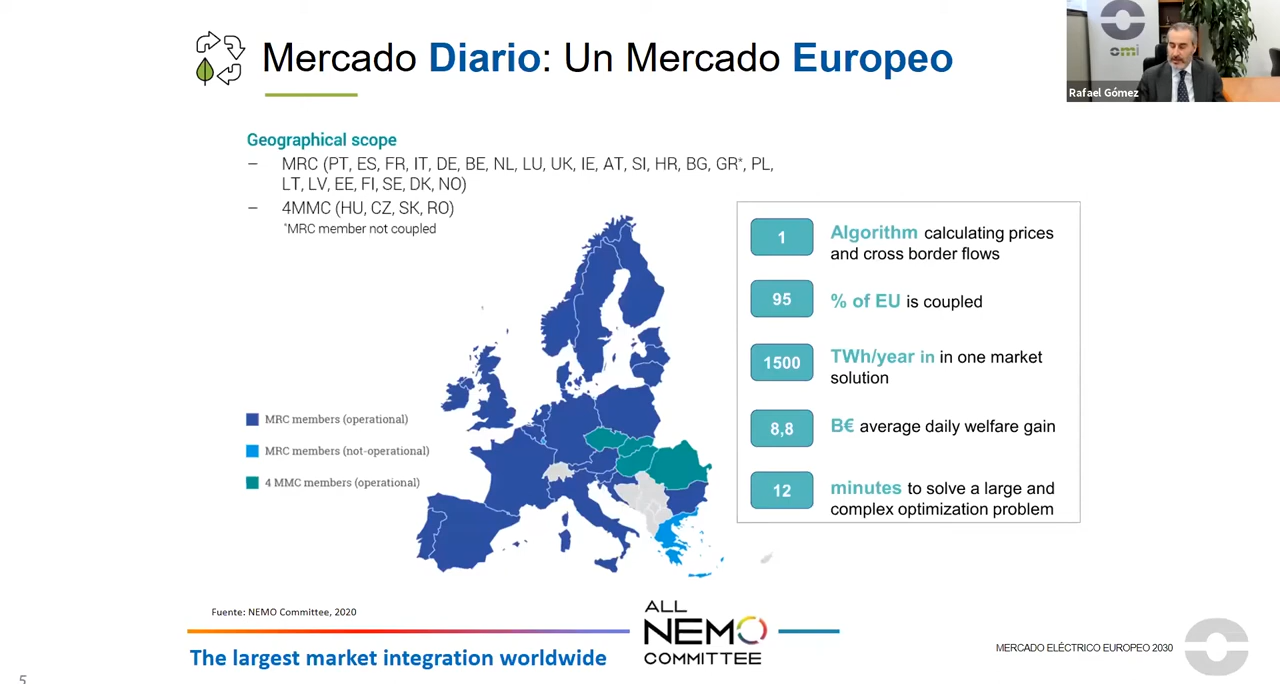 Mercado Diario: Un Mercado Europeo
omi
Rafael Gómez
Geographical scope
– MRC (PT, ES, FR, IT, DE, BE, NL, LU, UK, IE, AT, SI, HR, BG, GR*, PL,
LT, LV, EE, FI, SE, DK, NO)
– 4MMC (HU, CZ, SK, RO)
*MRC member not coupled
MRC members (operational)
MRC members (not-operational)
4 MMC members (operational)
1
Algorithm calculating prices
and cross border flows
95
% of EU is coupled
1500
TWh/year in in one market
solution
8,8
B€ average daily welfare gain
12
minutes to solve a large and
complex optimization problem
Fuente: NEMO Committee, 2020
The largest market integration worldwide
ALL
NEMO
COMMITTEE
MERCADO ELÉCTRICO EUROPEO 2030
5